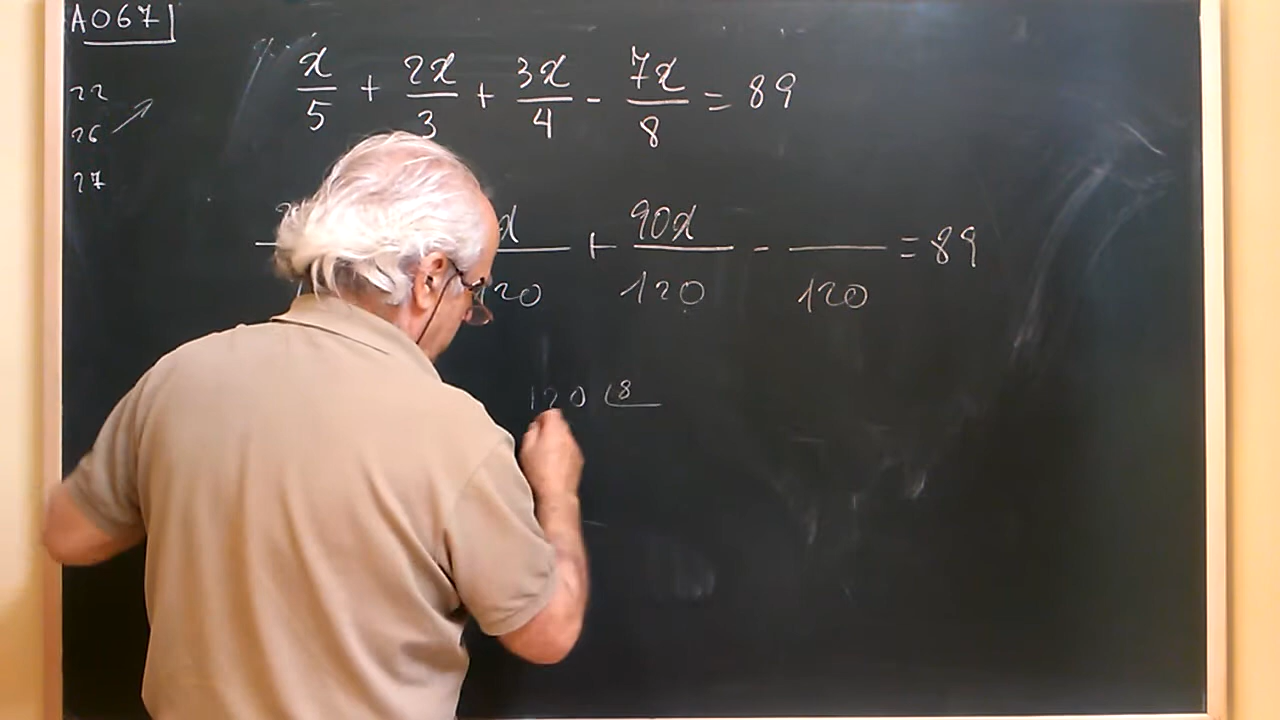 A067
22
26
27
x/5 + 2x/3 + 3x/4 - 7x/8 = 89
x/120 + 90x/120 - /120 = 89
120 8